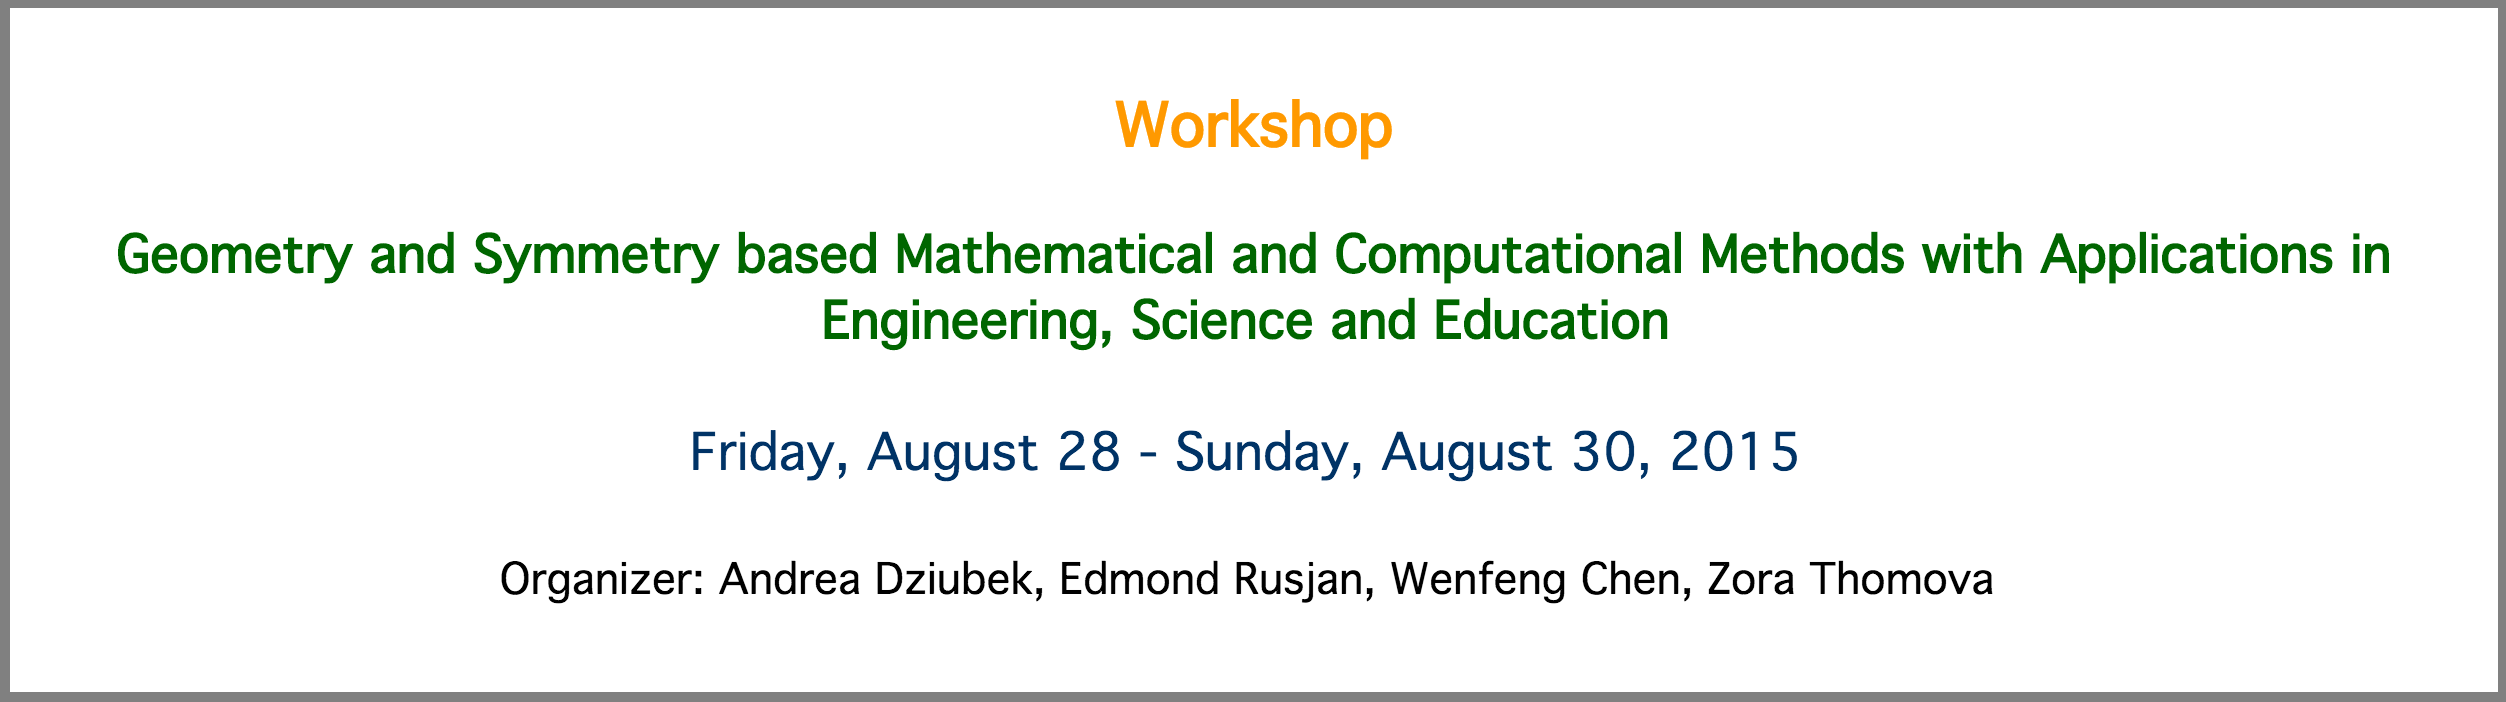 Workshop
Geometry and Symmetry based Mathematical and Computational Methods with Applications in
Engineering, Science and Education
Friday, August 28 - Sunday, August 30, 2015
Organizer: Andrea Dziubek, Edmond Rusjan, Wenfeng Chen, Zora Thomova